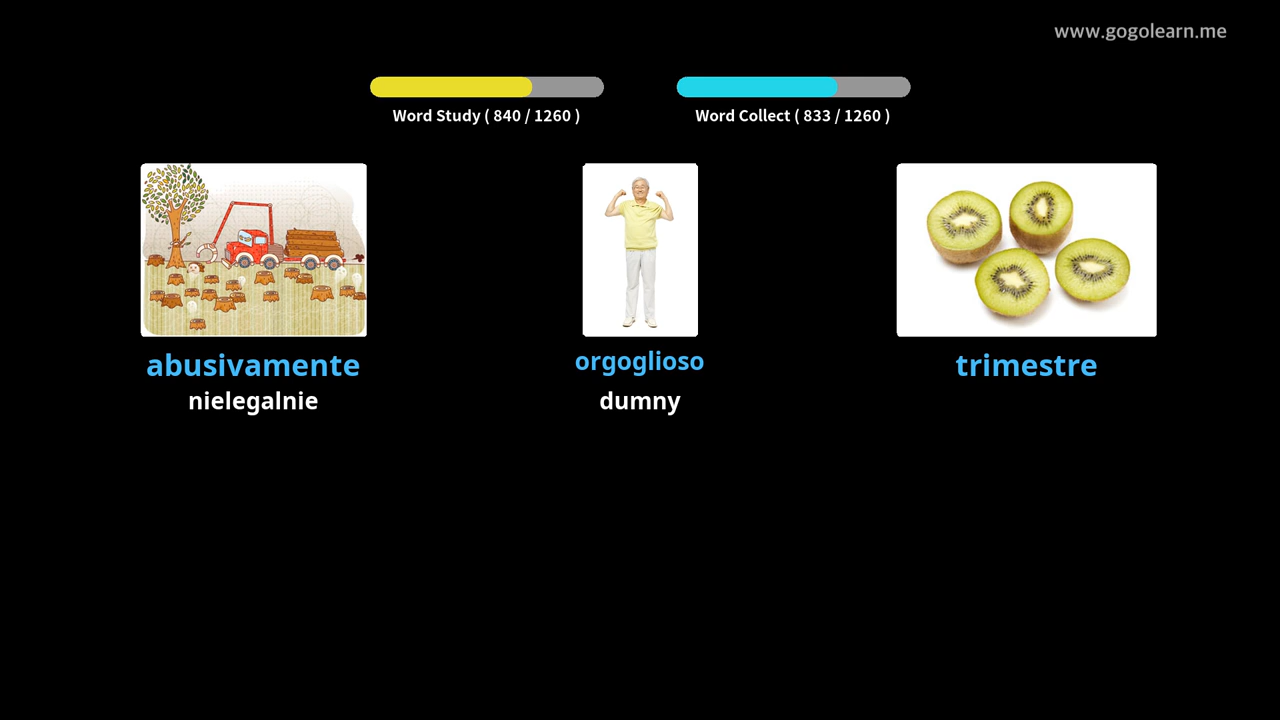 www.gogolearn.me
Word Study ( 840 / 1260 )
Word Collect ( 833 / 1260 )
abusivamente
nielegalnie
orgoglioso
dumny
trimestre